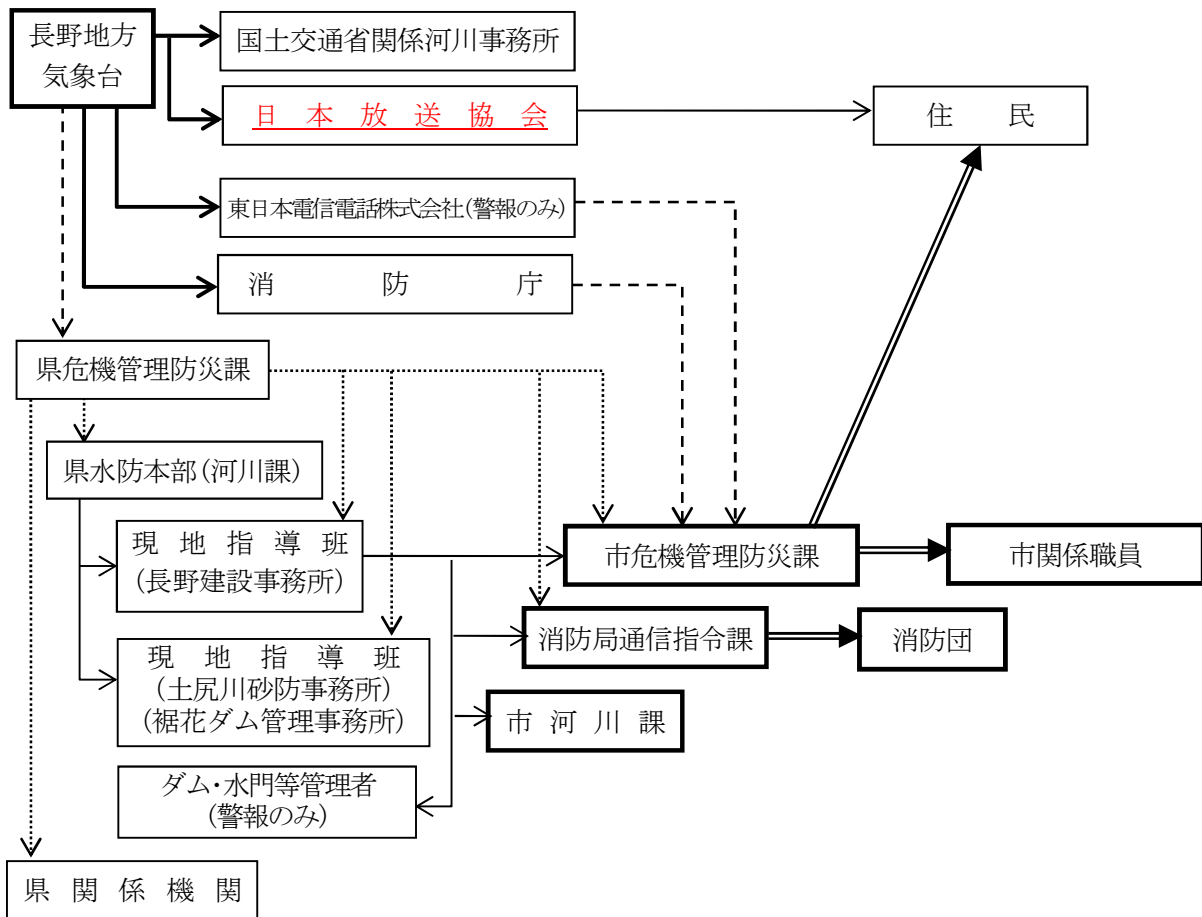 長野地方
気象台
国土交通省関係河川事務所
日本放送協会
住民
東日本電信電話株式会社(警報のみ)
消防庁
県危機管理防災課
県水防本部(河川課)
現地指導班
(長野建設事務所)
市危機管理防災課
市関係職員
消防局通信指令課
消防団
現地指導班
(土尻川砂防事務所)
(裾花ダム管理事務所)
市河川課
ダム・水門等管理者
(警報のみ)
県関係機関